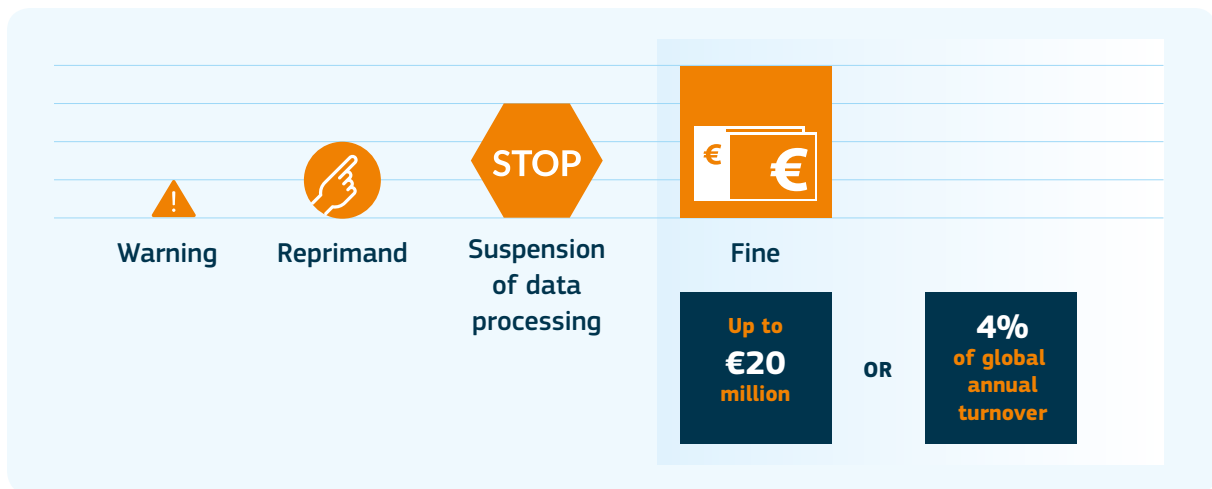 !
STOP
€
€
Warning
Reprimand
Suspension
of data
processing
Fine
Up to
€20
million
OR
4%
of global
annual
turnover